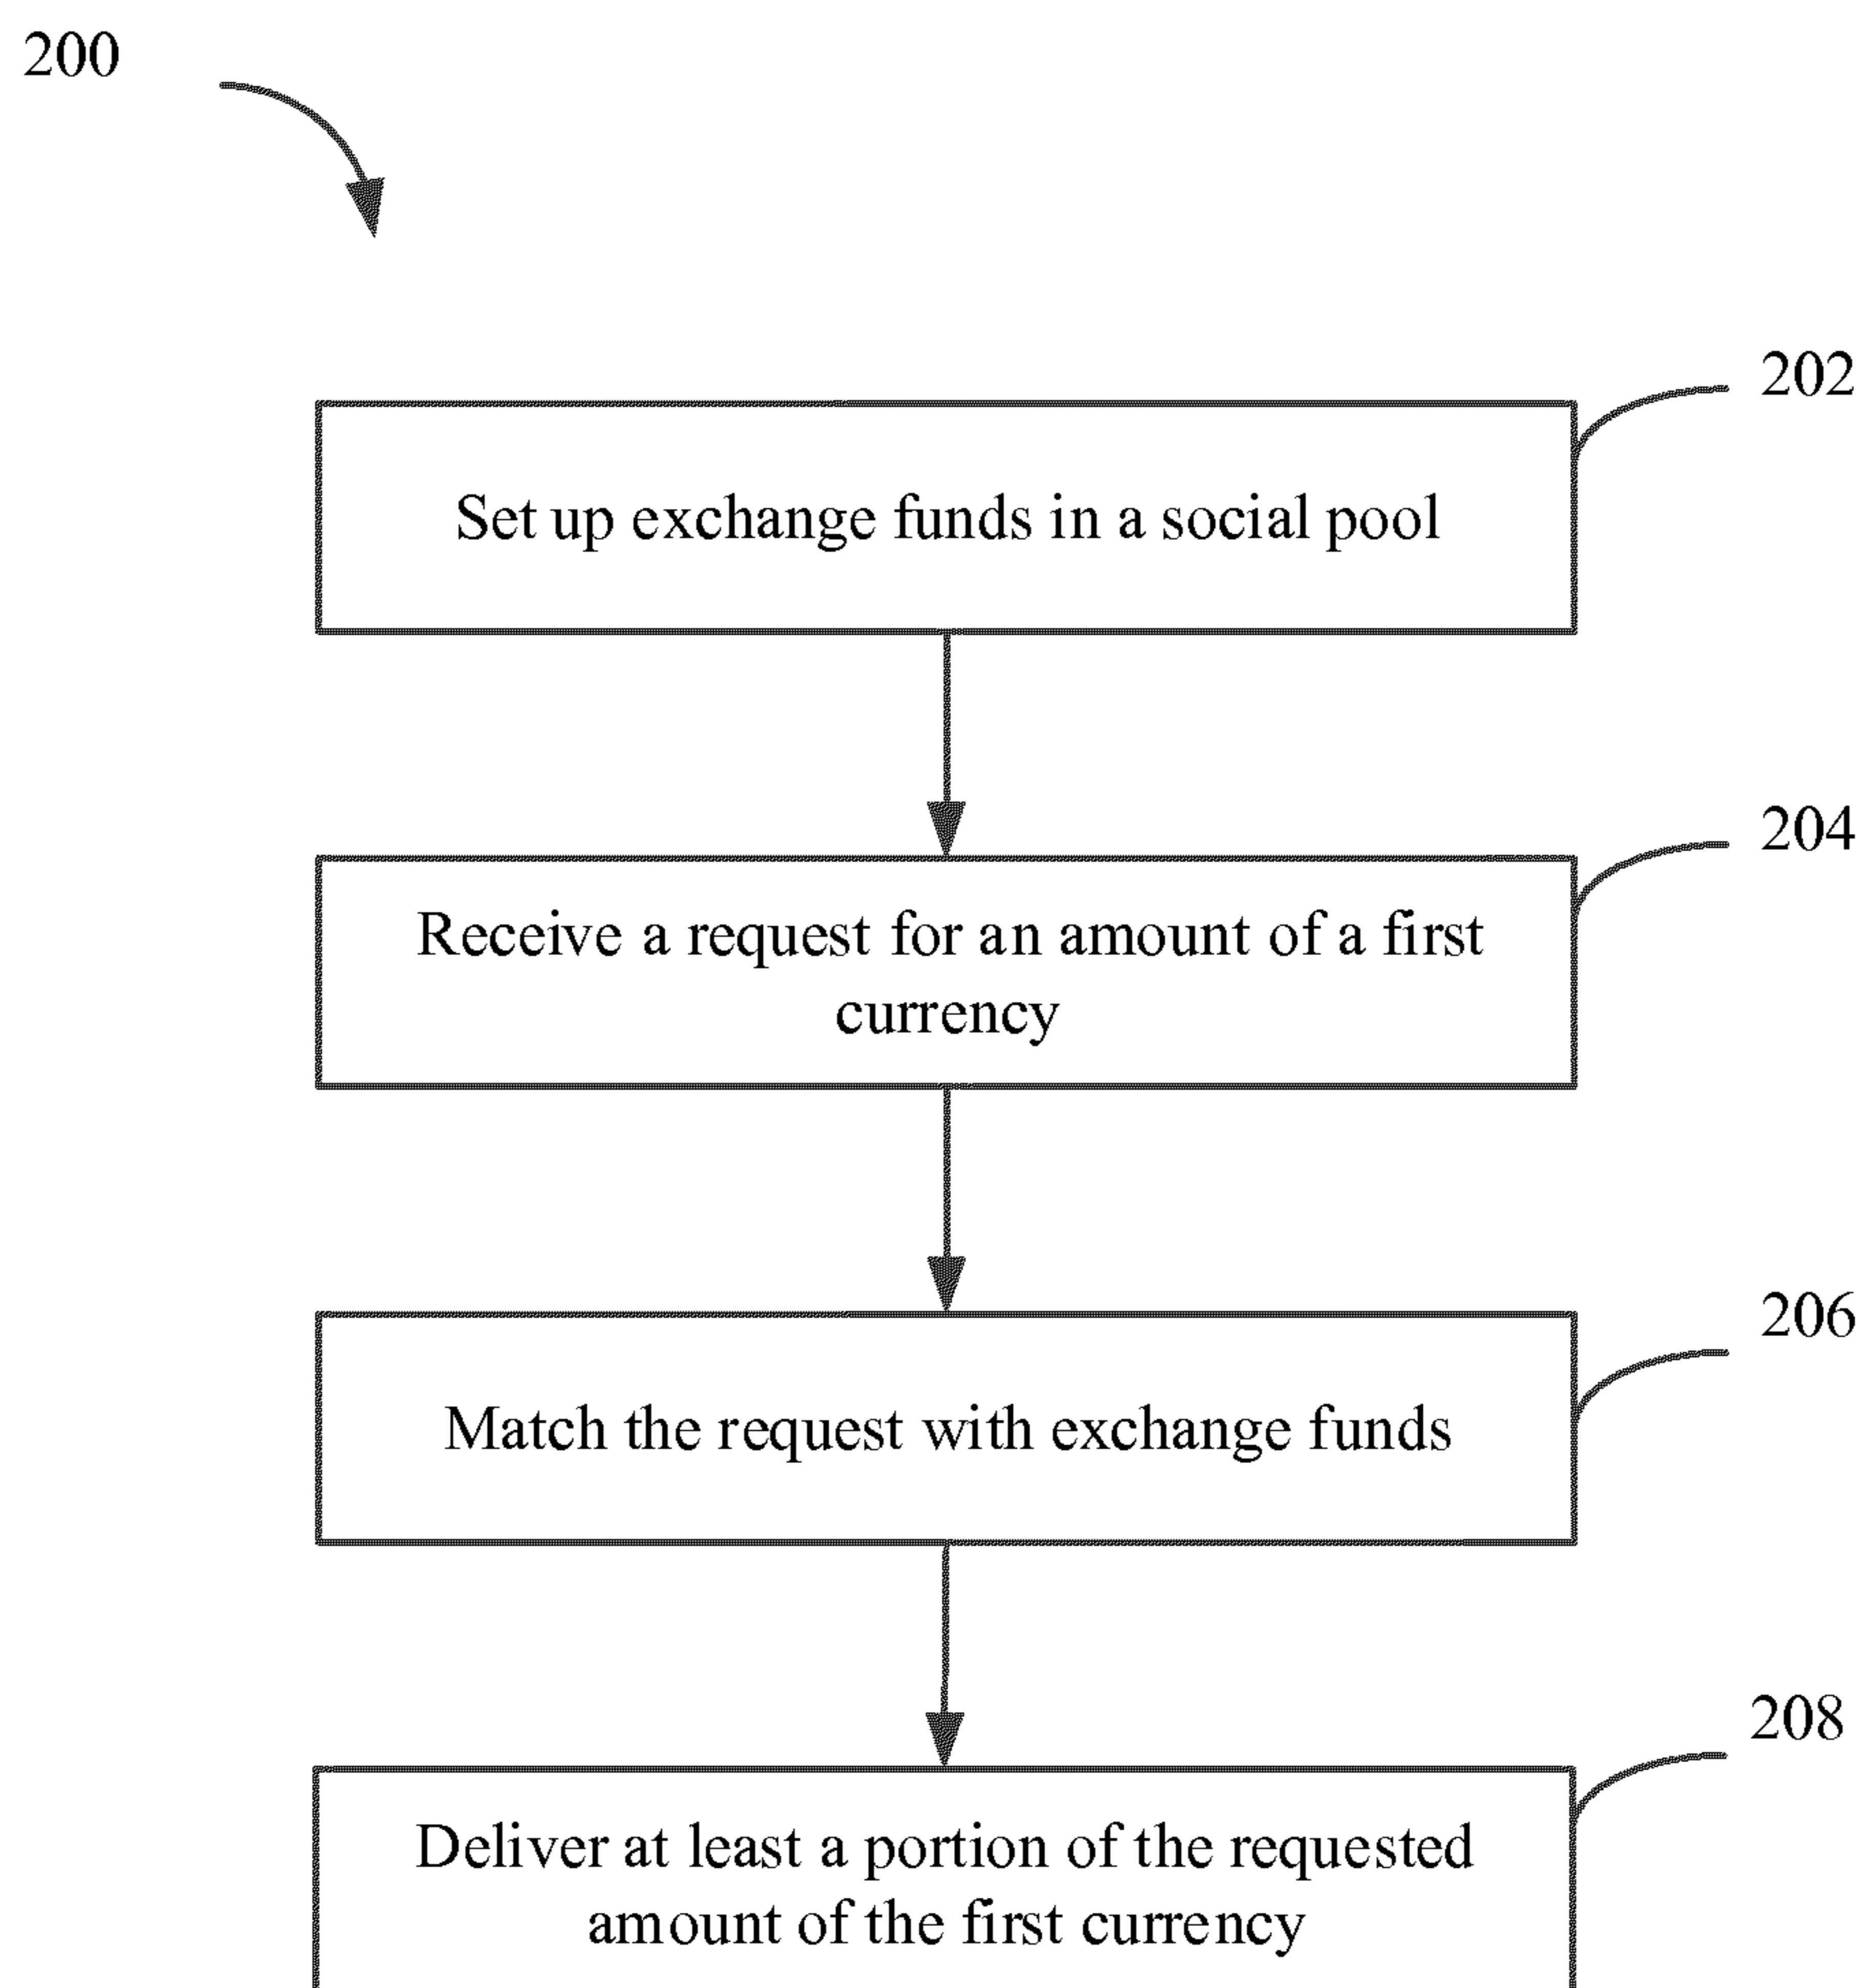 200
202
Set up exchange funds in a social pool
204
Receive a request for an amount of a first
currency
206
Match the request with exchange funds
208
Deliver at least a portion of the requested
amount of the first currency